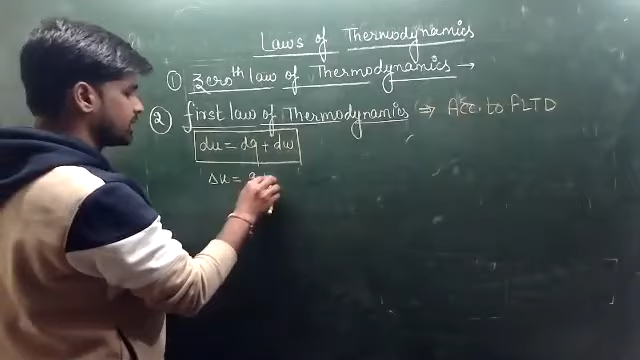 Laws of Thermodynamics
① Zeroth law of Thermodynamics →
② first law of Thermodynamics ⇒ Acc. to FLTD
du = dq + dw
Δu = q +